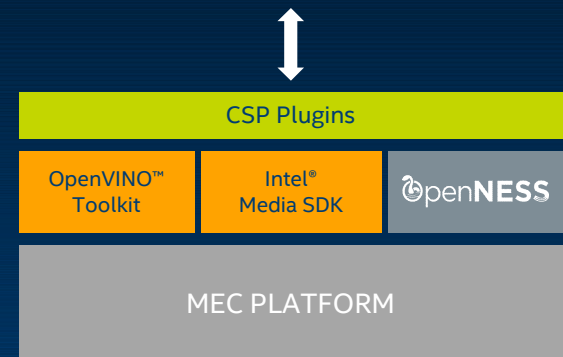 CSP Plugins
OpenVINO™
Toolkit
Intel®
Media SDK
OpenNESS
MEC PLATFORM